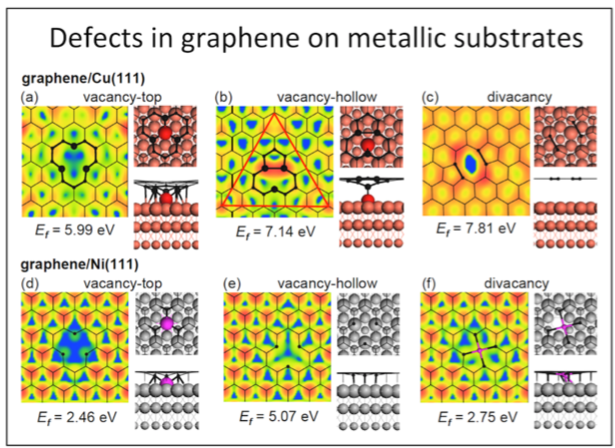 Defects in graphene on metallic substrates
graphene/Cu(111)
(a) vacancy-top (b) vacancy-hollow (c) divacancy
E_f = 5.99 eV E_f = 7.14 eV E_f = 7.81 eV
graphene/Ni(111)
(d) vacancy-top (e) vacancy-hollow (f) divacancy
E_f = 2.46 eV E_f = 5.07 eV E_f = 2.75 eV